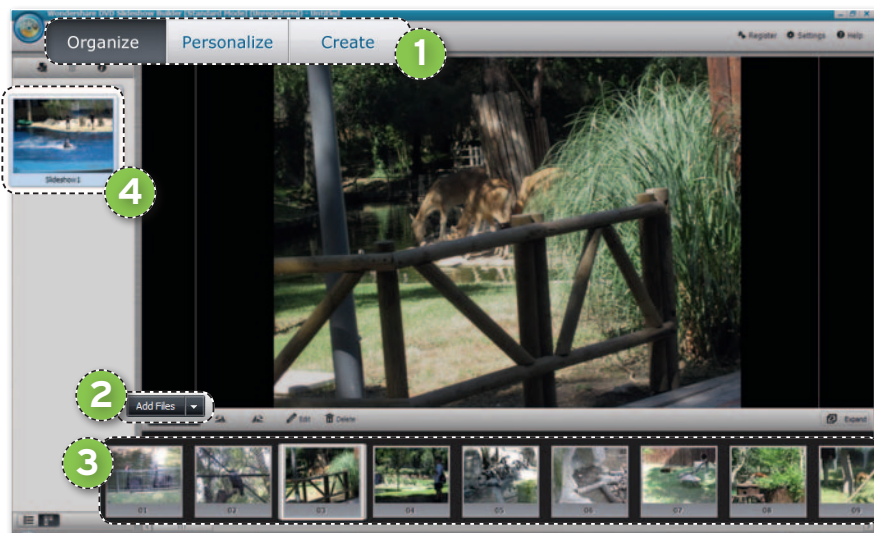 Wondershare DVD Slideshow Builder (Standard Mode) (Unregistered) - Untitled
Organize Personalize Create
1
Register Settings Help
Slideshow1
4
2
Add Files
Edit Delete
Expand
3
01 02 03 04 05 06 07 08 09